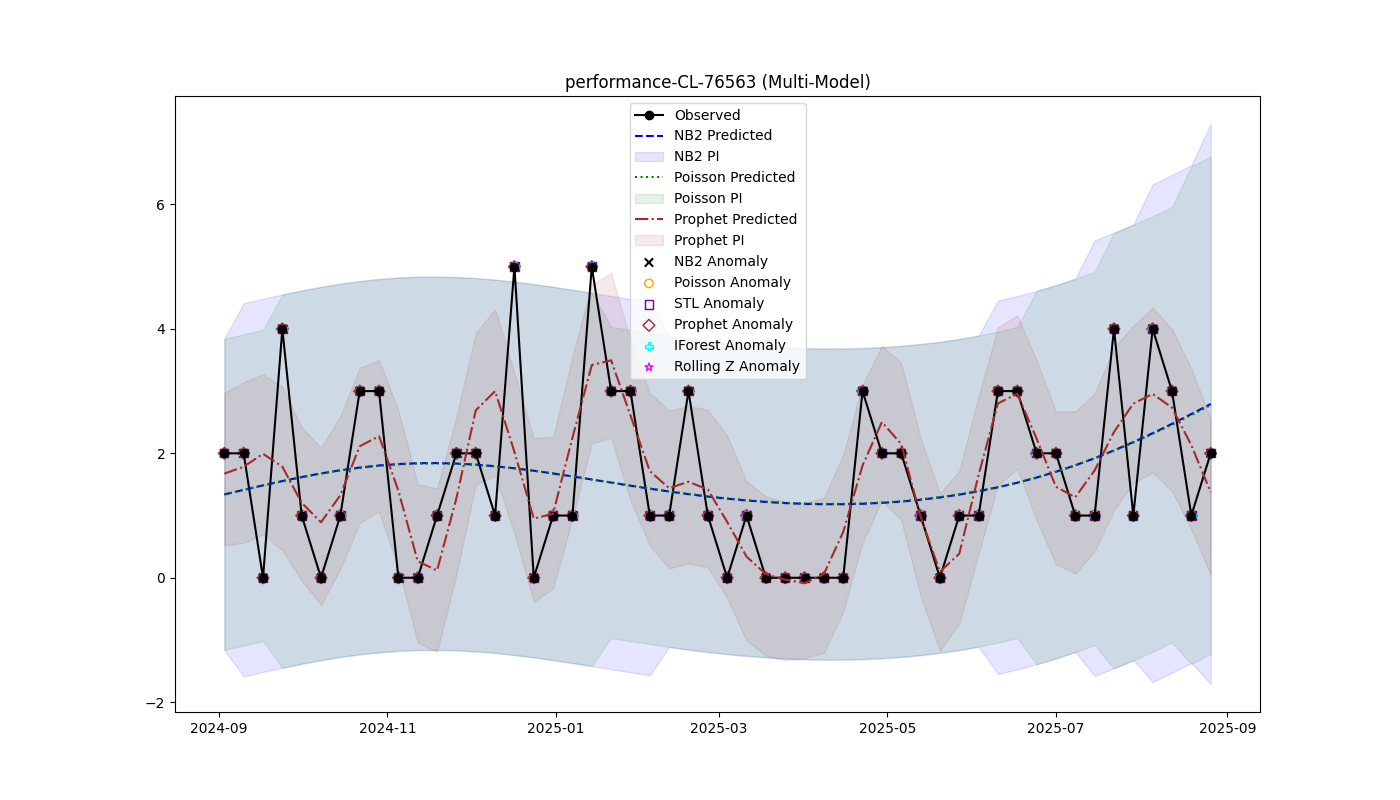 performance-CL-76563 (Multi-Model)
Observed
NB2 Predicted
NB2 PI
Poisson Predicted
Poisson PI
Prophet Predicted
Prophet PI
NB2 Anomaly
Poisson Anomaly
STL Anomaly
Prophet Anomaly
IForest Anomaly
Rolling Z Anomaly
6
4
2
0
−2
2024-09 2024-11 2025-01 2025-03 2025-05 2025-07 2025-09